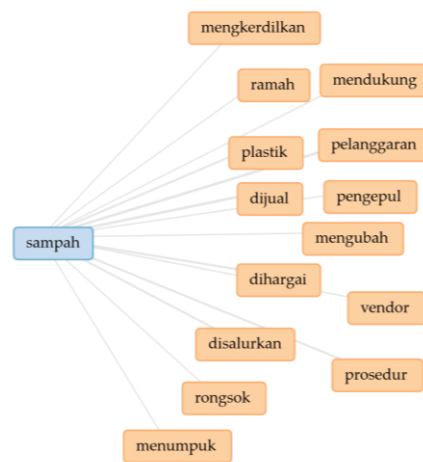 mengkerdilkan
ramah
mendukung
plastik
pelanggaran
dijual
pengepul
sampah
mengubah
dihargai
vendor
disalurkan
prosedur
rongsok
menumpuk